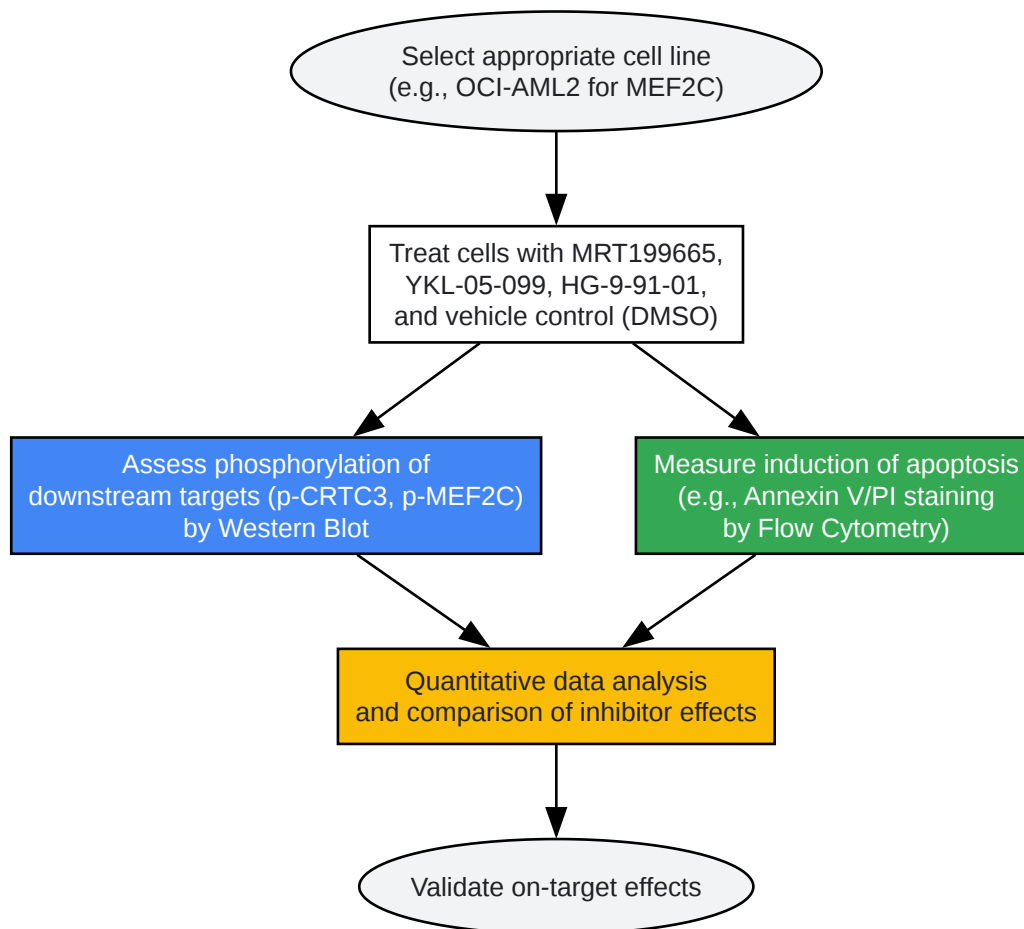 Select appropriate cell line
(e.g., OCI-AML2 for MEF2C)
Treat cells with MRT199665,
YKL-05-099, HG-9-91-01,
and vehicle control (DMSO)
Assess phosphorylation of
downstream targets (p-CRTC3, p-MEF2C)
by Western Blot
Measure induction of apoptosis
(e.g., Annexin V/PI staining
by Flow Cytometry)
Quantitative data analysis
and comparison of inhibitor effects
Validate on-target effects